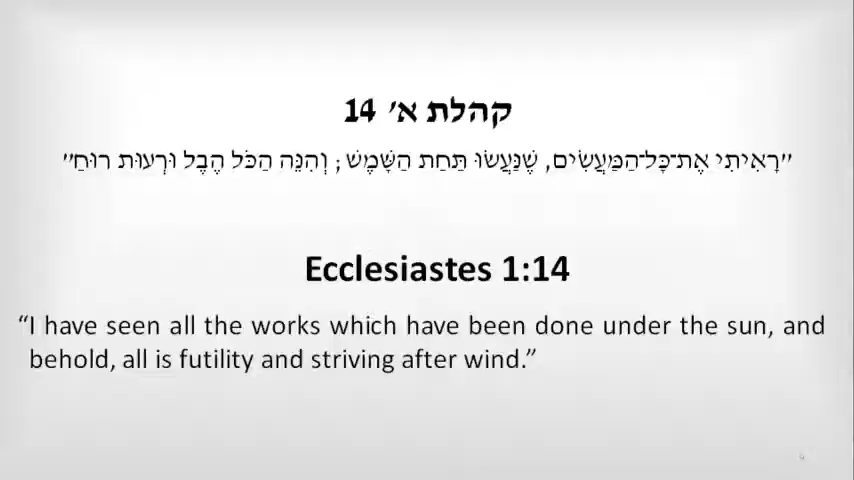 קהלת א׳ 14
״רָאִיתִי אֶת־כָּל־הַמַּעֲשִׂים, שֶׁנַּעֲשׂוּ תַּחַת הַשָּׁמֶשׁ; וְהִנֵּה הַכֹּל הֶבֶל וּרְעוּת רוּחַ״
Ecclesiastes 1:14
“I have seen all the works which have been done under the sun, and
behold, all is futility and striving after wind.”